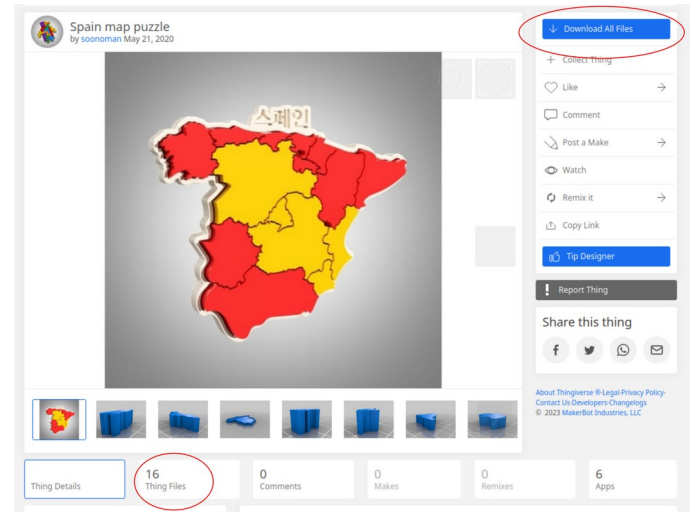 Spain map puzzle
by soonoman May 21, 2020
스페인
Download All Files
Collect Thing
Like
Comment
Post a Make
Watch
Remix it
Copy Link
Tip Designer
Report Thing
Share this thing
About Thingiverse ®-Legal-Privacy Policy-
Contact Us-Developers-Changelogs
© 2023 MakerBot Industries, LLC
Thing Details
16
Thing Files
0
Comments
0
Makes
0
Remixes
6
Apps